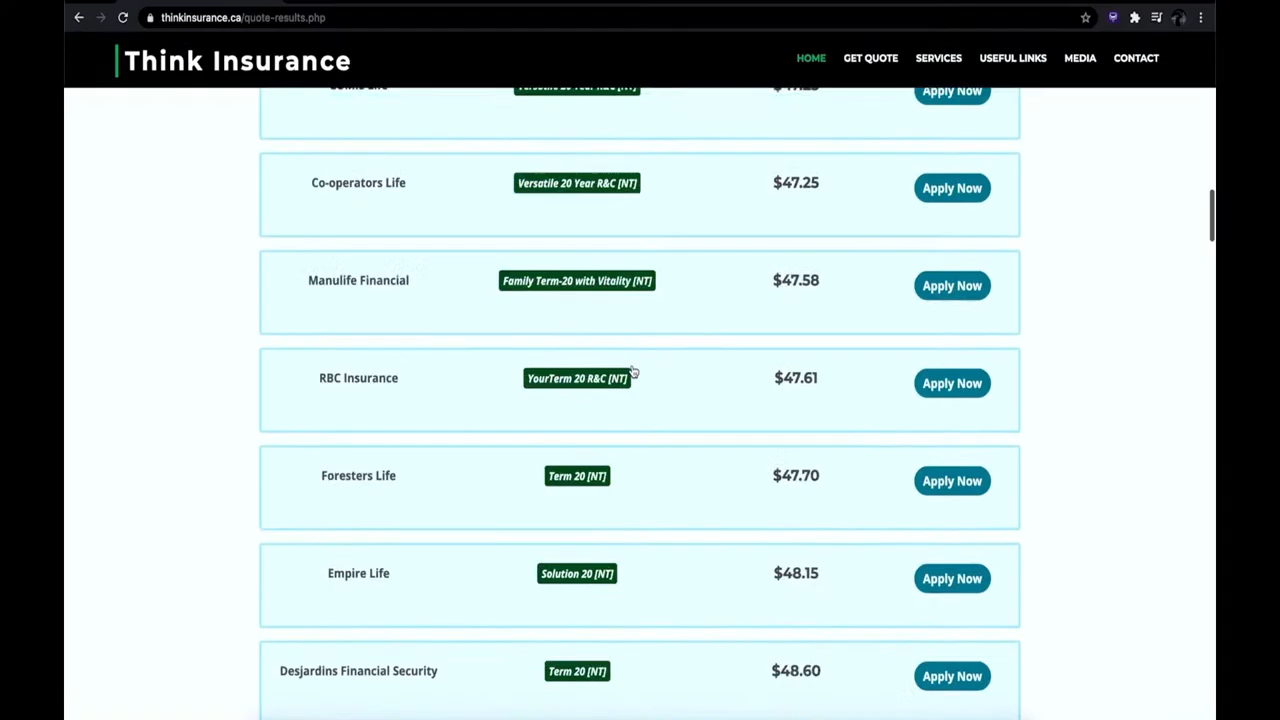 thinkinsurance.ca/quote-results.php
Think Insurance
HOME GET QUOTE SERVICES USEFUL LINKS MEDIA CONTACT
Apply Now
Co-operators Life Versatile 20 Year R&C [NT] $47.25 Apply Now
Manulife Financial Family Term-20 with Vitality [NT] $47.58 Apply Now
RBC Insurance YourTerm 20 R&C [NT] $47.61 Apply Now
Foresters Life Term 20 [NT] $47.70 Apply Now
Empire Life Solution 20 [NT] $48.15 Apply Now
Desjardins Financial Security Term 20 [NT] $48.60 Apply Now